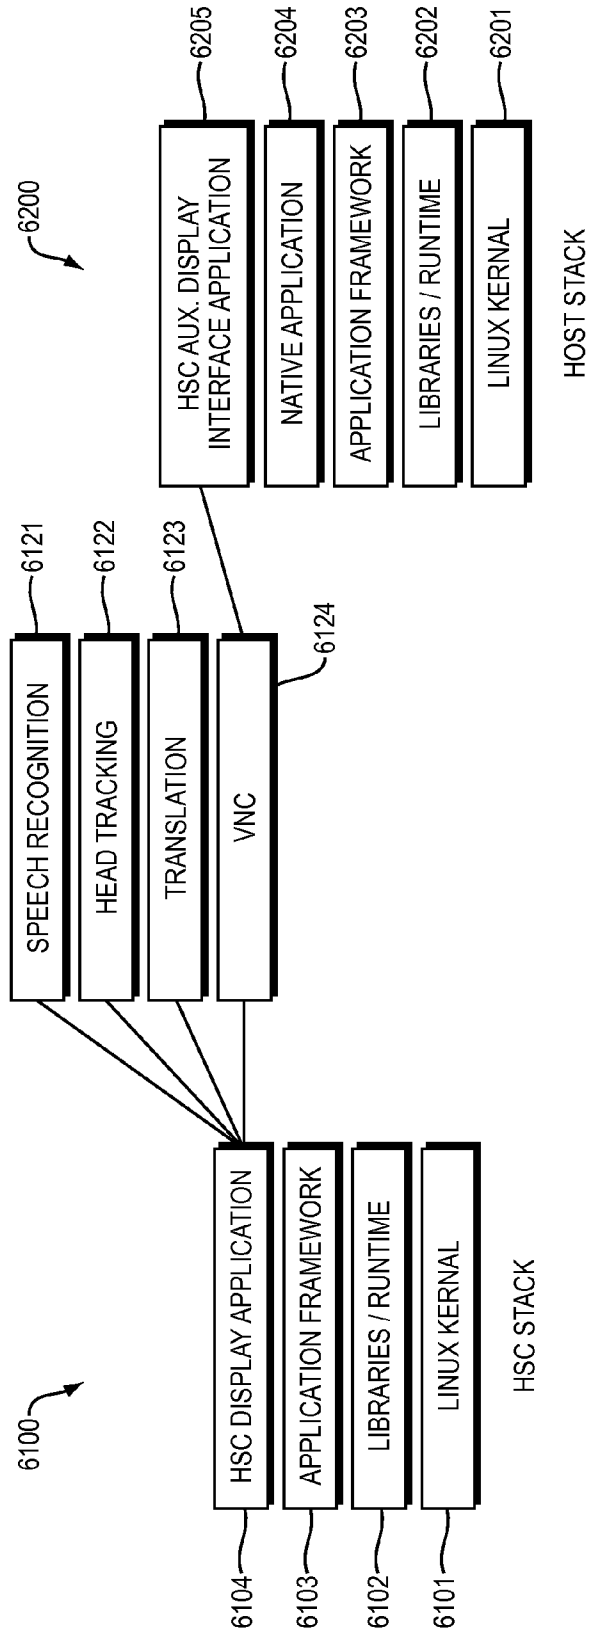 6100
6104
HSC DISPLAY APPLICATION
6103
APPLICATION FRAMEWORK
6102
LIBRARIES / RUNTIME
6101
LINUX KERNAL
HSC STACK
SPEECH RECOGNITION
6121
HEAD TRACKING
6122
TRANSLATION
6123
VNC
6124
6200
HSC AUX. DISPLAY
INTERFACE APPLICATION
6205
NATIVE APPLICATION
6204
APPLICATION FRAMEWORK
6203
LIBRARIES / RUNTIME
6202
LINUX KERNAL
6201
HOST STACK